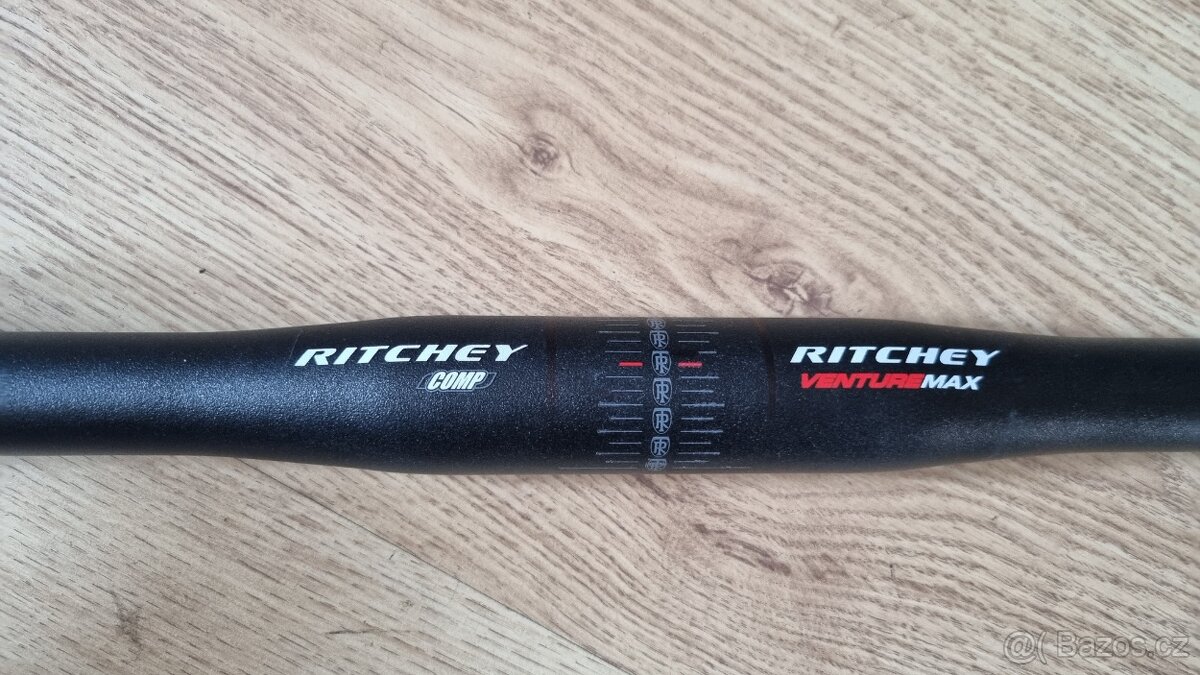 RITCHEY
COMP
RITCHEY
VENTUREMAX
@( Bazos.cz